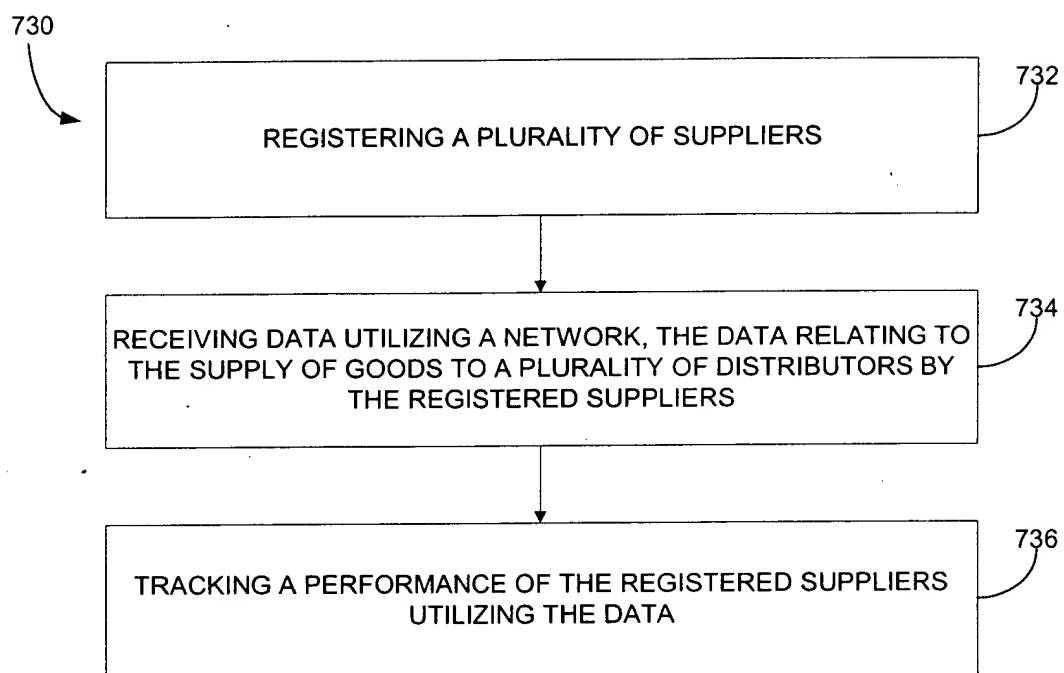 730
732
REGISTERING A PLURALITY OF SUPPLIERS
734
RECEIVING DATA UTILIZING A NETWORK, THE DATA RELATING TO
THE SUPPLY OF GOODS TO A PLURALITY OF DISTRIBUTORS BY
THE REGISTERED SUPPLIERS
736
TRACKING A PERFORMANCE OF THE REGISTERED SUPPLIERS
UTILIZING THE DATA